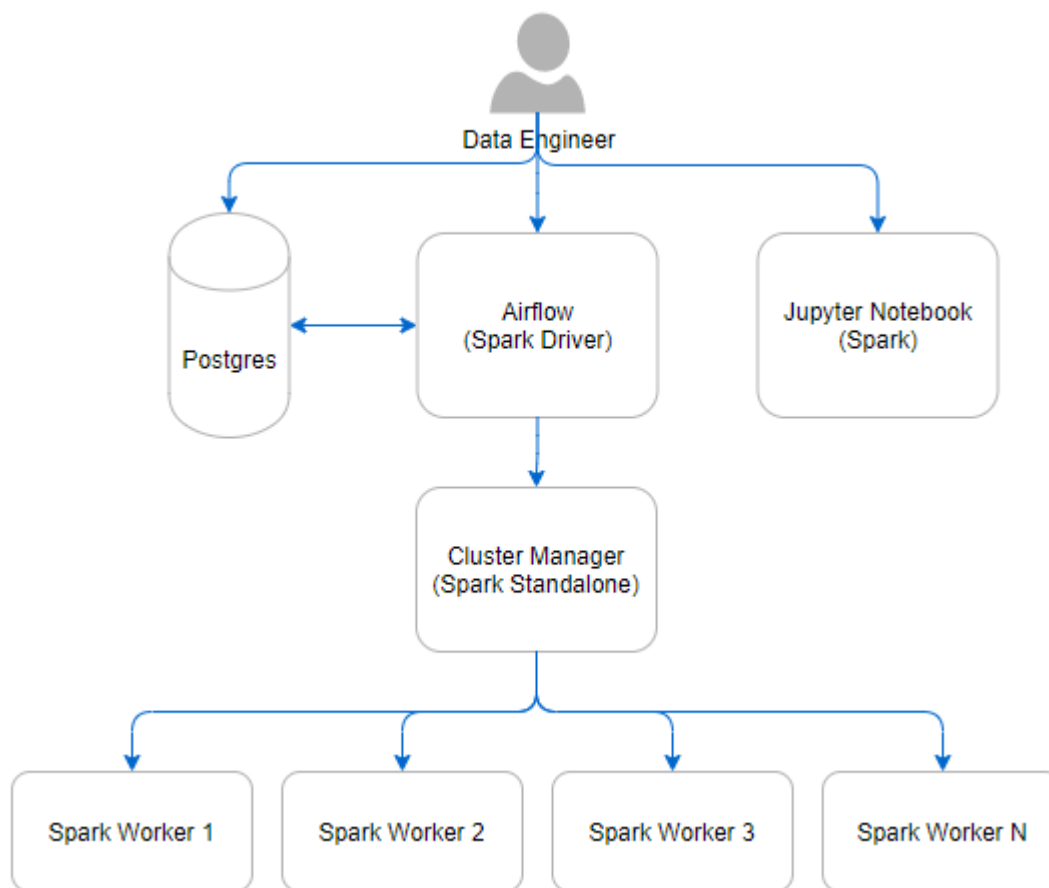 Data Engineer
Postgres
Airflow
(Spark Driver)
Jupyter Notebook
(Spark)
Cluster Manager
(Spark Standalone)
Spark Worker 1
Spark Worker 2
Spark Worker 3
Spark Worker N